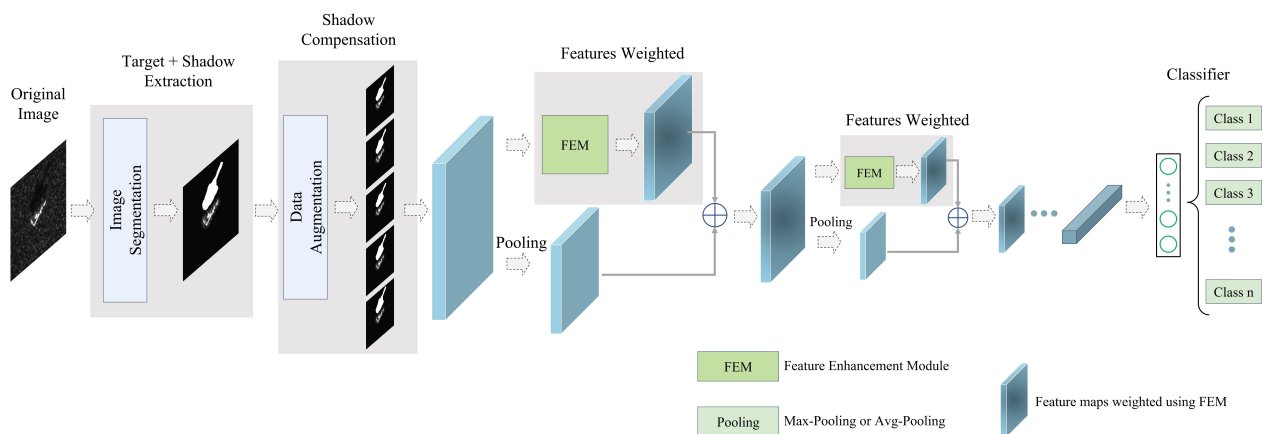 Original
Image
Target + Shadow
Extraction
Image
Segmentation
Shadow
Compensation
Data
Augmentation
Features Weighted
FEM
Pooling
Features Weighted
FEM
Pooling
Classifier
Class 1
Class 2
Class 3
Class n
FEM
Feature Enhancement Module
Pooling
Max-Pooling or Avg-Pooling
Feature maps weighted using FEM